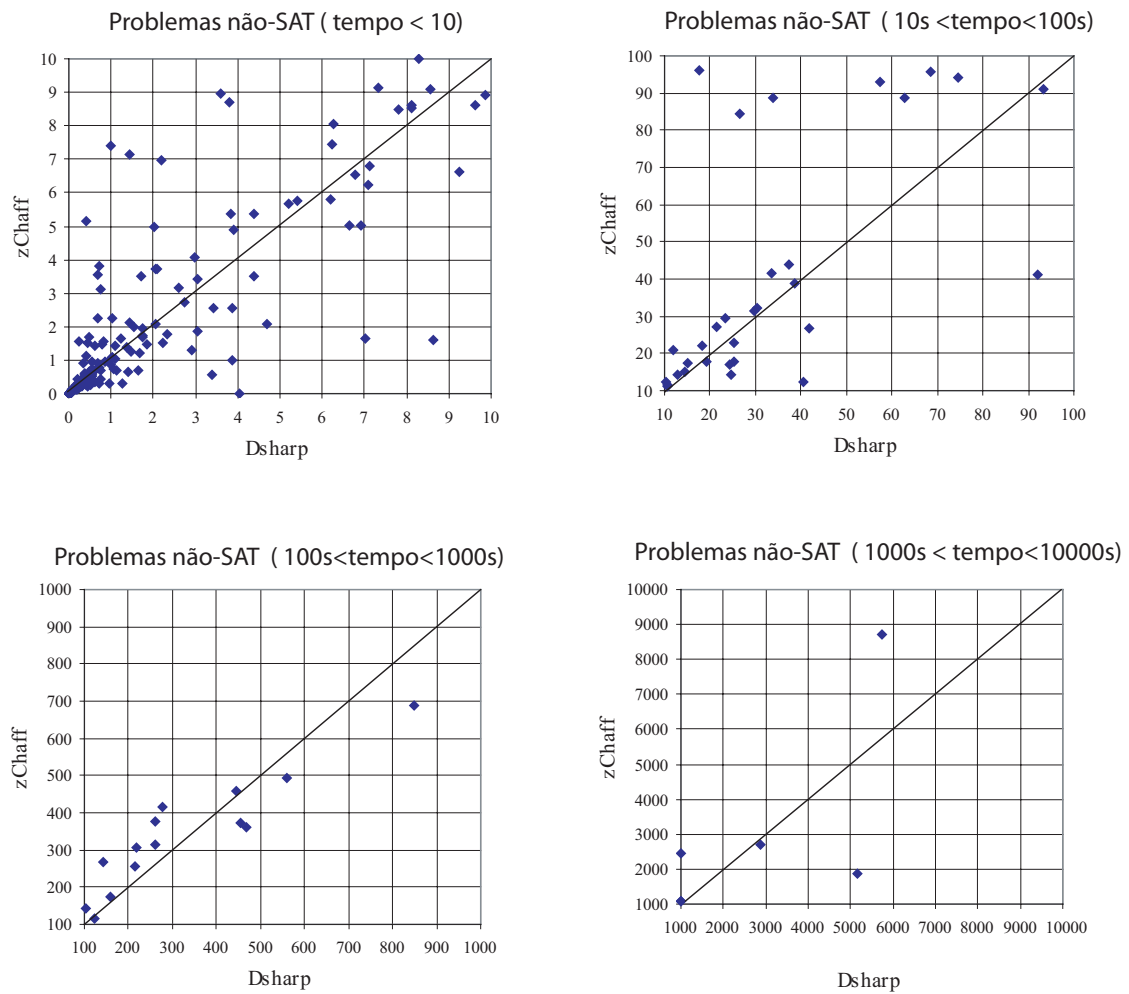 Problemas não-SAT ( tempo < 10)
10
9
8
7
6
5
4
3
2
1
0
zChaff
0 1 2 3 4 5 6 7 8 9 10
Dsharp
Problemas não-SAT ( 10s <tempo<100s)
100
90
80
70
60
50
40
30
20
10
zChaff
10 20 30 40 50 60 70 80 90 100
Dsharp
Problemas não-SAT ( 100s<tempo<1000s)
1000
900
800
700
600
500
400
300
200
100
zChaff
100 200 300 400 500 600 700 800 900 1000
Dsharp
Problemas não-SAT ( 1000s < tempo<10000s)
10000
9000
8000
7000
6000
5000
4000
3000
2000
1000
zChaff
1000 2000 3000 4000 5000 6000 7000 8000 9000 10000
Dsharp